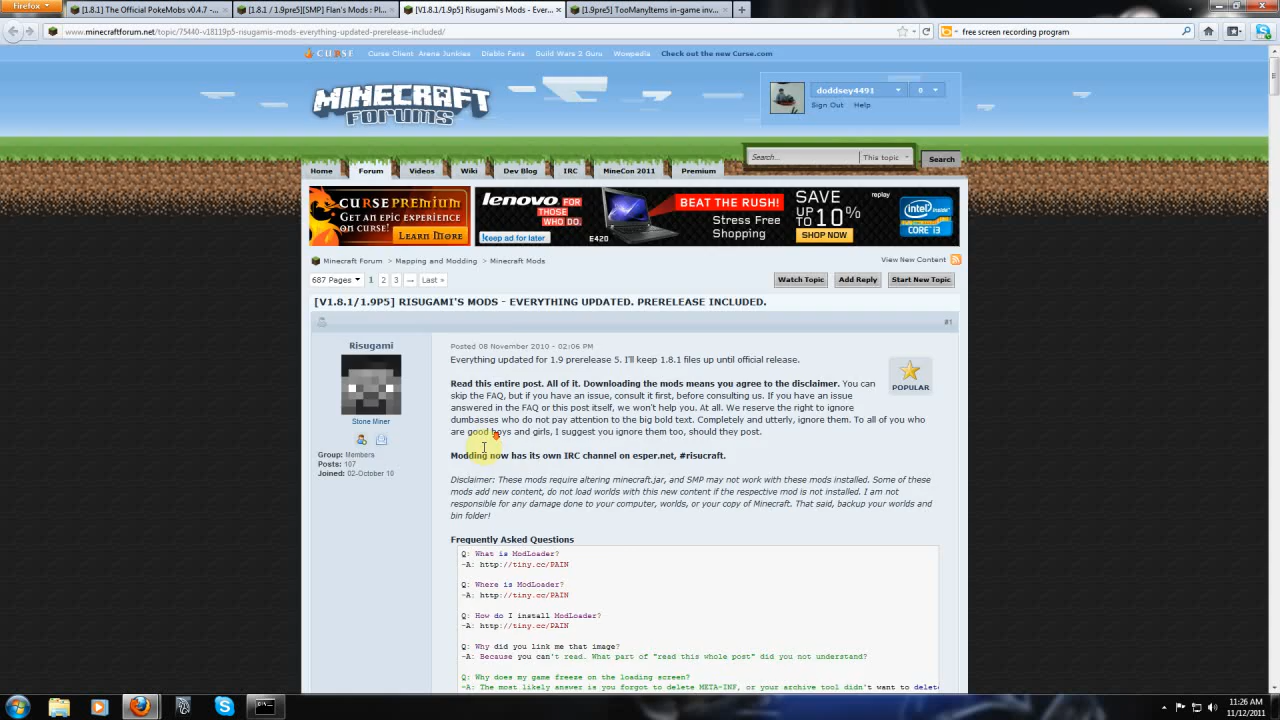 Firefox
[1.8.1] The Official PokeMobs v0.4.7 -...
[1.8.1 / 1.9pre5][SMP] Flan's Mods : Pl...
[V1.8.1/1.9p5] Risugami's Mods - Ever...
[1.9pre5] TooManyItems in-game inv...
www.minecraftforum.net/topic/75440-v18119p5-risugamis-mods-everything-updated-prerelease-included/
free screen recording program
CURSE Curse Client Arena Junkies Diablo Fans Guild Wars 2 Guru Wowpedia Check out the new Curse.com
MINECRAFT
FORUMS
doddsey4491 0
Sign Out Help
Search... This topic Search
Home Forum Videos Wiki Dev Blog IRC MineCon 2011 Premium
CURSE PREMIUM
GET AN EPIC EXPERIENCE
ON CURSE!
LEARN MORE
lenovo FOR THOSE WHO DO.
Keep ad for later
E420
BEAT THE RUSH!
Stress Free
Shopping
SAVE
UP TO 10%
SHOP NOW
replay
intel inside
CORE i3
Minecraft Forum > Mapping and Modding > Minecraft Mods
View New Content
687 Pages 1 2 3 → Last »
Watch Topic Add Reply Start New Topic
[V1.8.1/1.9P5] RISUGAMI'S MODS - EVERYTHING UPDATED. PRERELEASE INCLUDED.
#1
Risugami
Stone Miner
Group: Members
Posts: 107
Joined: 02-October 10
Posted 08 November 2010 - 02:06 PM
Everything updated for 1.9 prerelease 5. I'll keep 1.8.1 files up until official release.
POPULAR
Read this entire post. All of it. Downloading the mods means you agree to the disclaimer. You can
skip the FAQ, but if you have an issue, consult it first, before consulting us. If you have an issue
answered in the FAQ or this post itself, we won't help you. At all. We reserve the right to ignore
dumbasses who do not pay attention to the big bold text. Completely and utterly, ignore them. To all of you who
are good boys and girls, I suggest you ignore them too, should they post.
Modding now has its own IRC channel on esper.net, #risucraft.
Disclaimer: These mods require altering minecraft.jar, and SMP may not work with these mods installed. Some of these
mods add new content, do not load worlds with this new content if the respective mod is not installed. I am not
responsible for any damage done to your computer, worlds, or your copy of Minecraft. That said, backup your worlds and
bin folder!
Frequently Asked Questions
Q: What is ModLoader?
-A: http://tiny.cc/PAIN
Q: Where is ModLoader?
-A: http://tiny.cc/PAIN
Q: How do I install ModLoader?
-A: http://tiny.cc/PAIN
Q: Why did you link me that image?
-A: Because you can't read. What part of "read this whole post" did you not understand?
Q: Why does my game freeze on the loading screen?
-A: The most likely answer is you forgot to delete META-INF, or your archive tool didn't want to delete
11:26 AM
11/12/2011